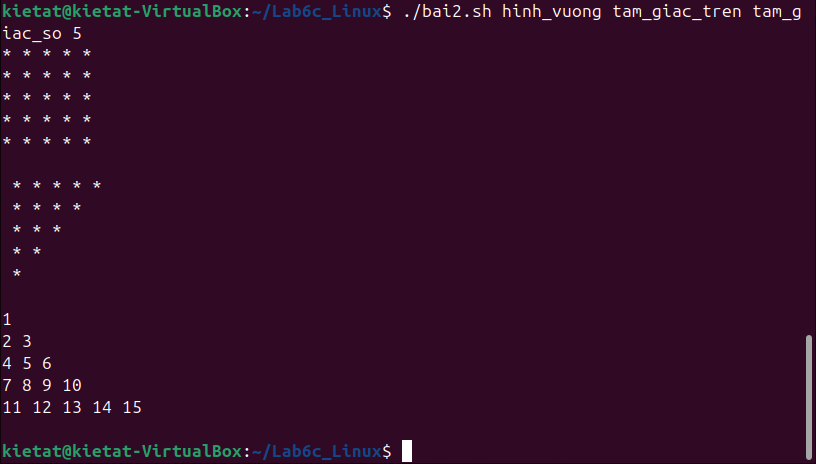 kietat@kietat-VirtualBox:~/Lab6c_Linux$ ./bai2.sh hinh_vuong tam_giac_tren tam_g
iac_so 5
* * * * *
* * * * *
* * * * *
* * * * *
* * * * *

 * * * * *
 * * * *
 * * *
 * *
 *

1
2 3
4 5 6
7 8 9 10
11 12 13 14 15

kietat@kietat-VirtualBox:~/Lab6c_Linux$